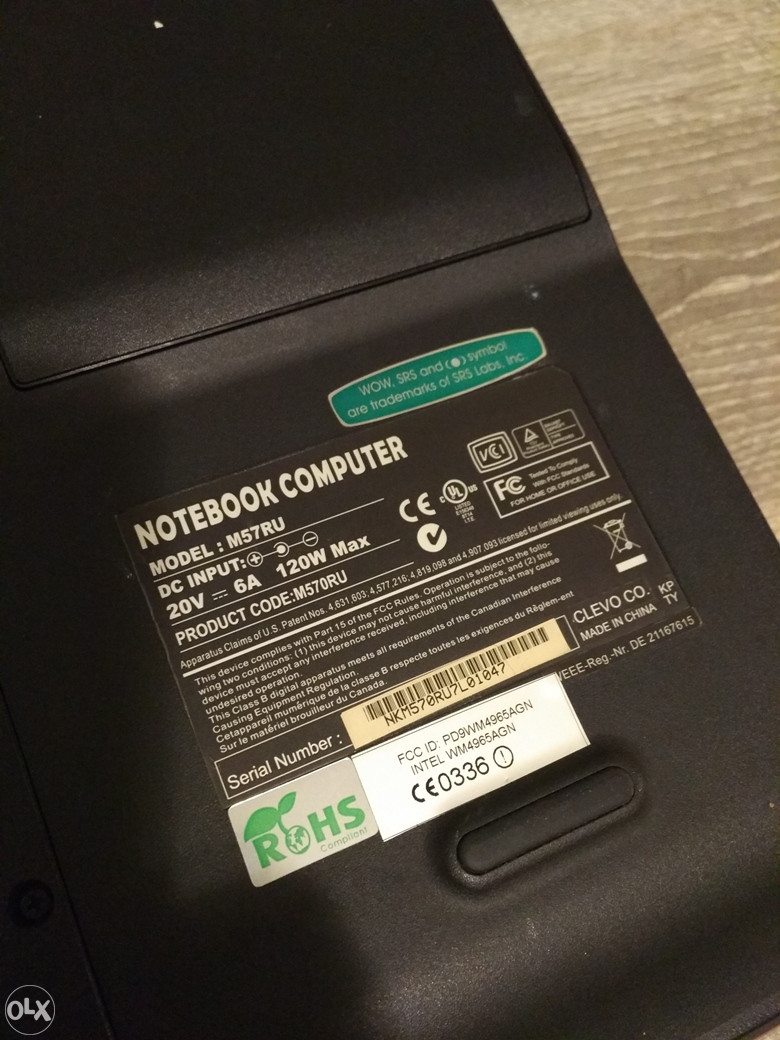 WOW, SRS and (●) symbol
are trademarks of SRS Labs, Inc.
NOTEBOOK COMPUTER
MODEL : M57RU
DC INPUT:
20V ⎓ 6A 120W Max
PRODUCT CODE:M570RU
VCI
CE
C UL US
LISTED
I.T.E.
FC
Tested To Comply
With FCC Standards
FOR HOME OR OFFICE USE
Apparatus Claims of U.S. Patent Nos. 4,631,603; 4,577,216; 4,819,098 and 4,907,093 licensed for limited viewing uses only.
This device complies with Part 15 of the FCC Rules. Operation is subject to the follo-
wing two conditions: (1) this device may not cause harmful interference, and (2) this
device must accept any interference received, including interference that may cause
undesired operation.
This Class B digital apparatus meets all requirements of the Canadian Interference
Causing Equipment Regulation.
Cetappareil numérique de la classe B respecte toutes les exigences du Règlem-ent
Sur le matériel brouilleur du Canada.
CLEVO CO.
MADE IN CHINA
KP
TY
WEEE-Reg.-Nr. DE 21167615
Serial Number :
NKM570RU7L01047
FCC ID: PD9WM4965AGN
INTEL WM4965AGN
CE0336
RoHS
Compliant
OLX